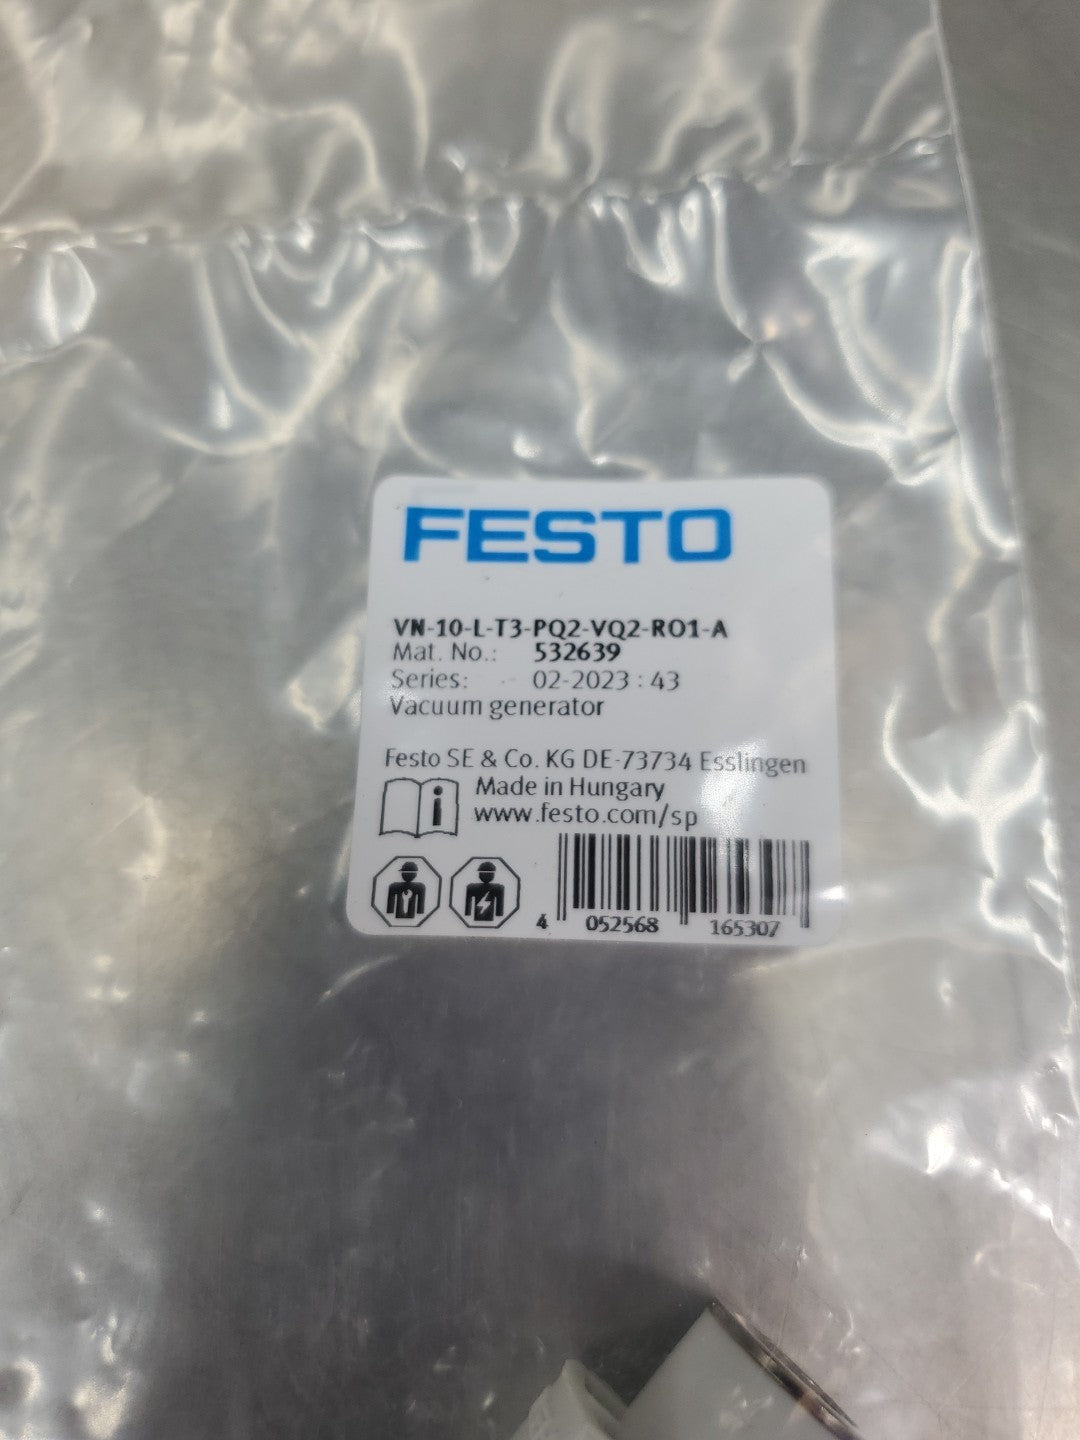 FESTO
VN-10-L-T3-PQ2-VQ2-RO1-A
Mat. No.: 532639
Series: 02-2023 : 43
Vacuum generator
Festo SE & Co. KG DE-73734 Esslingen
Made in Hungary
www.festo.com/sp
4 052568 165307